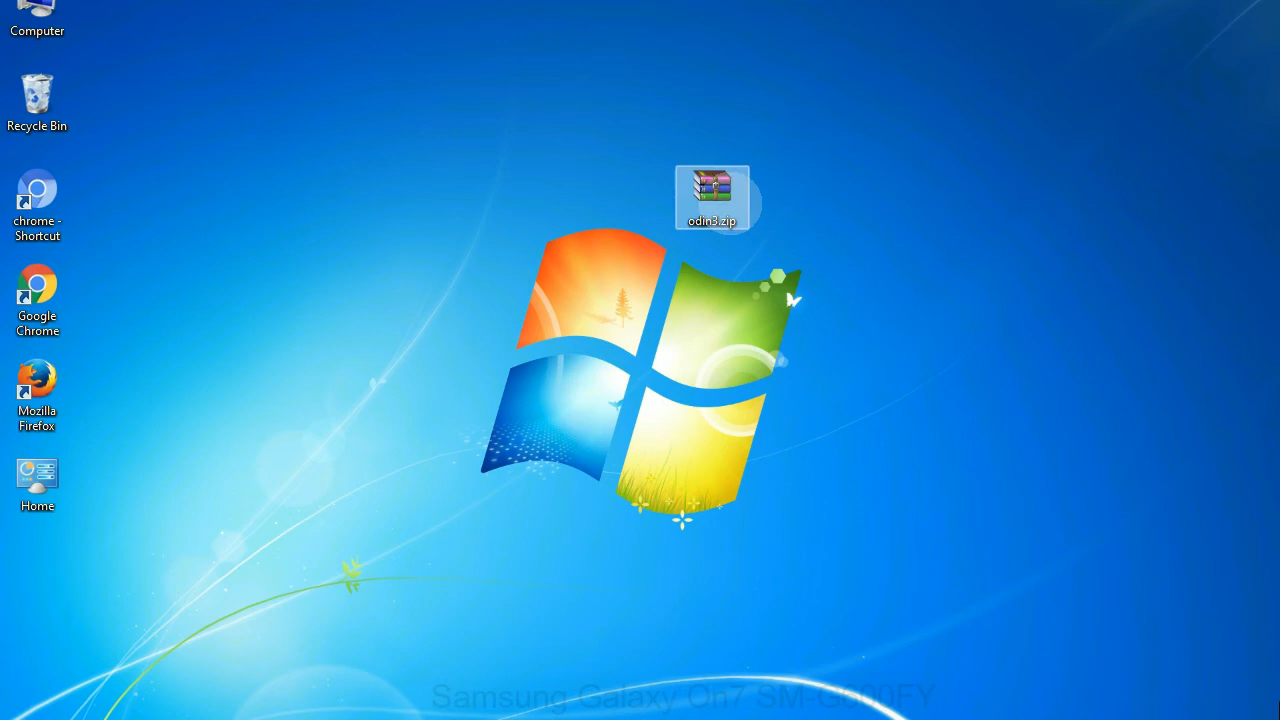 Computer
Recycle Bin
chrome -
Shortcut
Google
Chrome
Mozilla
Firefox
Home
odin3.zip
Samsung Galaxy On7 SM-G600FY